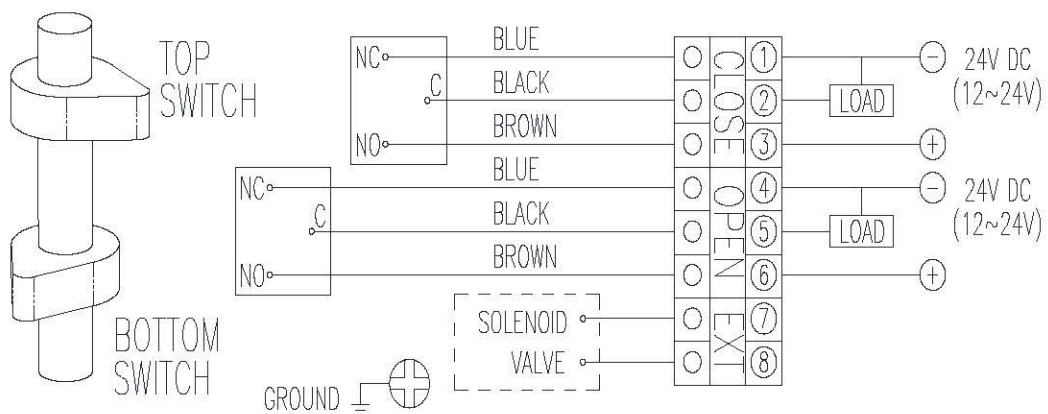 TOP
SWITCH
BOTTOM
SWITCH
NC
C
NO
BLUE
BLACK
BROWN
NC
C
NO
BLUE
BLACK
BROWN
SOLENOID
VALVE
GROUND
CLOSE
OPEN
EXT
1
2
3
4
5
6
7
8
LOAD
−
24V DC
(12~24V)
+
LOAD
−
24V DC
(12~24V)
+